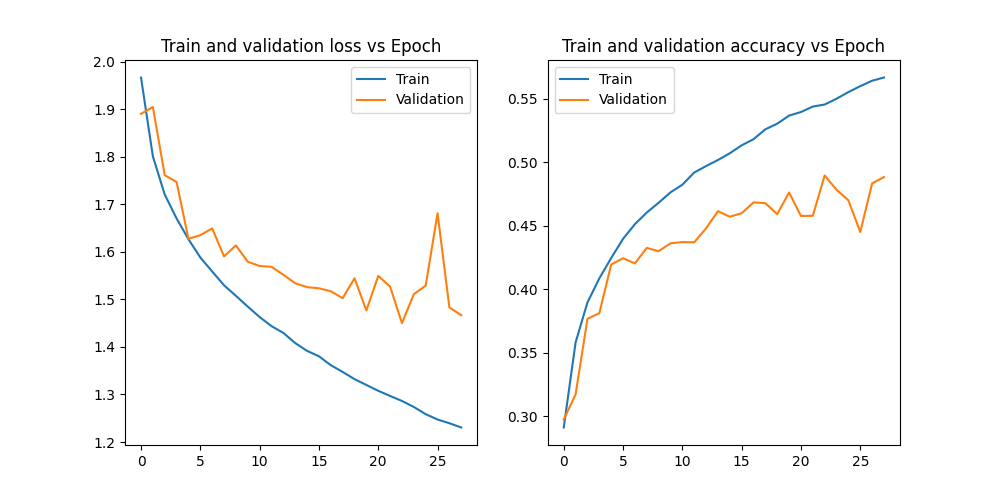 Train and validation loss vs Epoch
Train
Validation
2.0
1.9
1.8
1.7
1.6
1.5
1.4
1.3
1.2
0 5 10 15 20 25
Train and validation accuracy vs Epoch
Train
Validation
0.55
0.50
0.45
0.40
0.35
0.30
0 5 10 15 20 25